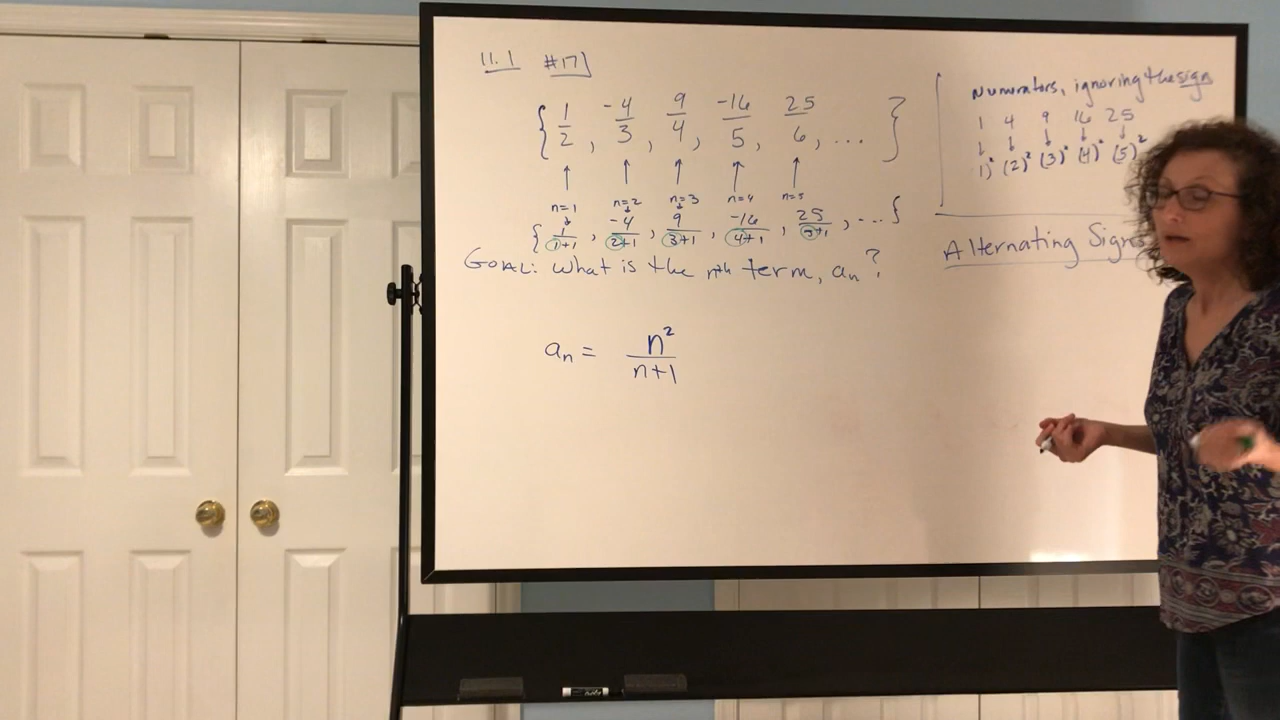 11.1 #17]
{ 1/2 , -4/3 , 9/4 , -16/5 , 25/6 , ... }
n=1 n=2 n=3 n=4 n=5
{ 1/1+1 , -4/2+1 , 9/3+1 , -16/4+1 , 25/5+1 , ... }
GOAL: What is the nth term, an?
an = n²/n+1
Numerators, ignoring the sign
1 4 9 16 25
1)² (2)² (3)² (4)² (5)²
Alternating Signs